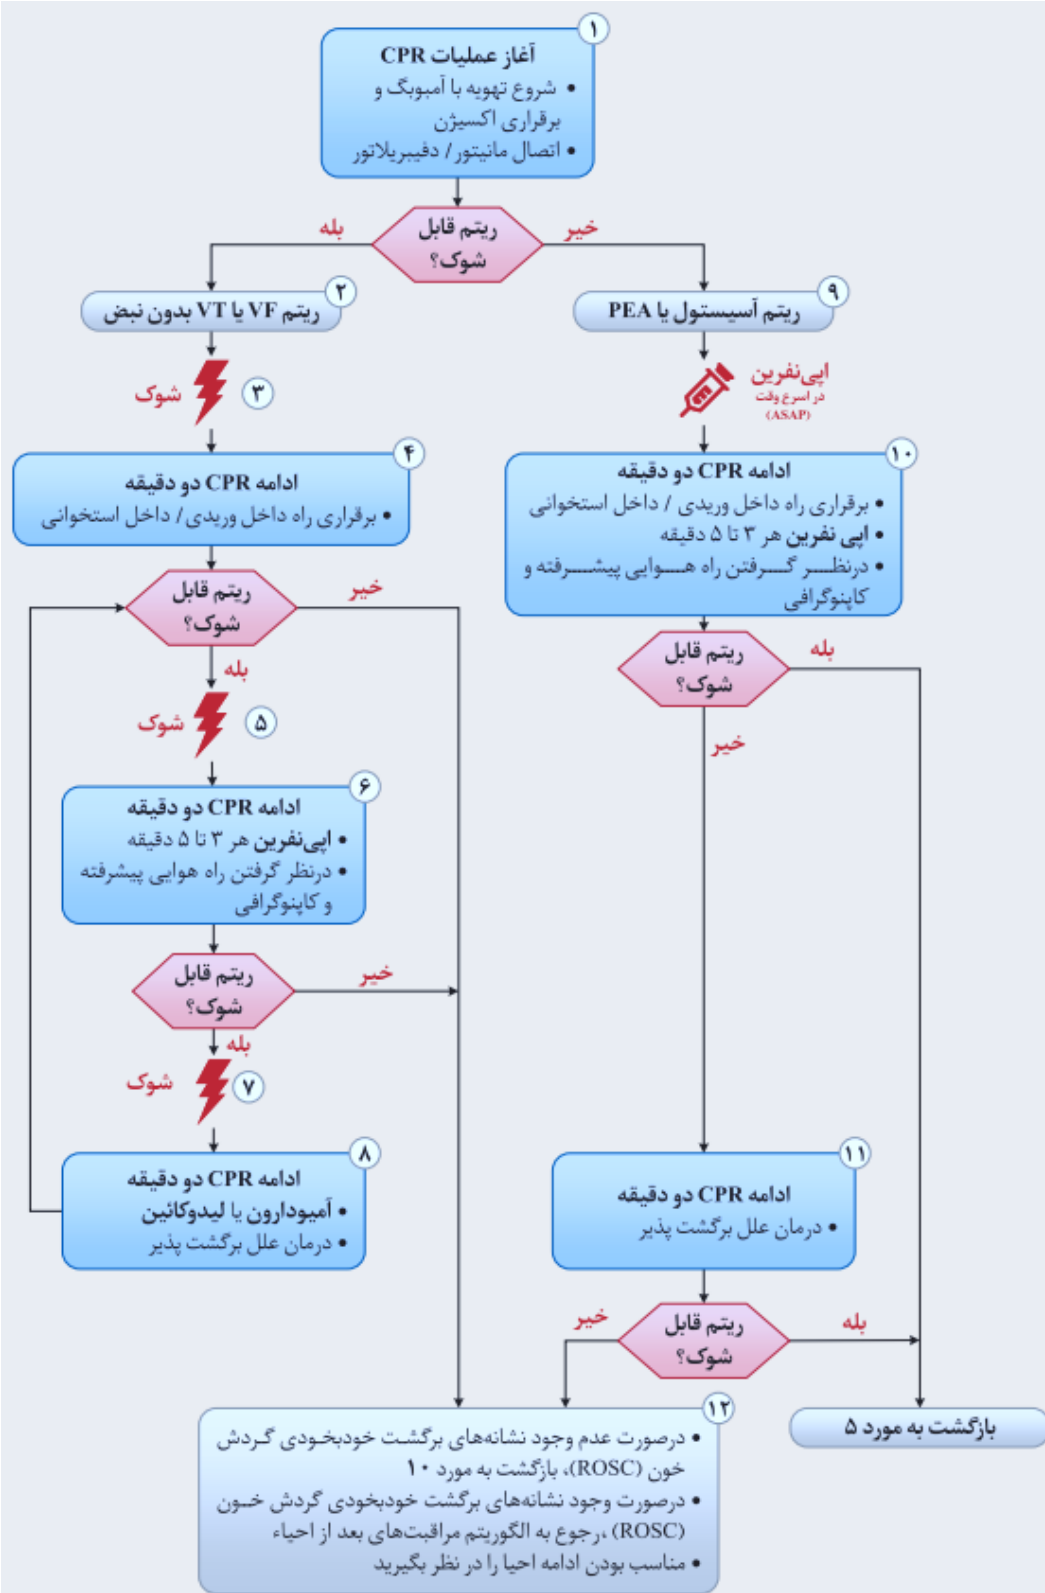 ۱
آغاز عملیات CPR
• شروع تهویه با آمبوبگ و
برقراری اکسیژن
• اتصال مانیتور / دفیبریلاتور
ریتم قابل
شوک؟
بله
خیر
۲
ریتم VF یا VT بدون نبض
۳
شوک
۴
ادامه CPR دو دقیقه
• برقراری راه داخل وریدی/ داخل استخوانی
ریتم قابل
شوک؟
خیر
بله
۵
شوک
۶
ادامه CPR دو دقیقه
• اپی‌نفرین هر ۳ تا ۵ دقیقه
• درنظر گرفتن راه هوایی پیشرفته
و کاپنوگرافی
ریتم قابل
شوک؟
خیر
بله
۷
شوک
۸
ادامه CPR دو دقیقه
• آمیودارون یا لیدوکائین
• درمان علل برگشت پذیر
۹
ریتم آسیستول یا PEA
اپی‌نفرین
در اسرع وقت
(ASAP)
۱۰
ادامه CPR دو دقیقه
• برقراری راه داخل وریدی / داخل استخوانی
• اپی نفرین هر ۳ تا ۵ دقیقه
• درنظـــر گـــرفتن راه هـــوایی پیشـــرفته و
کاپنوگرافی
ریتم قابل
شوک؟
بله
خیر
۱۱
ادامه CPR دو دقیقه
• درمان علل برگشت پذیر
ریتم قابل
شوک؟
خیر
بله
۱۲
• درصورت عدم وجود نشانه‌های برگشت خودبخودی گردش
خون (ROSC)، بازگشت به مورد ۱۰
• درصورت وجود نشانه‌های برگشت خودبخودی گردش خون
(ROSC) ،رجوع به الگوریتم مراقبت‌های بعد از احیاء
• مناسب بودن ادامه احیا را در نظر بگیرید
بازگشت به مورد ۵